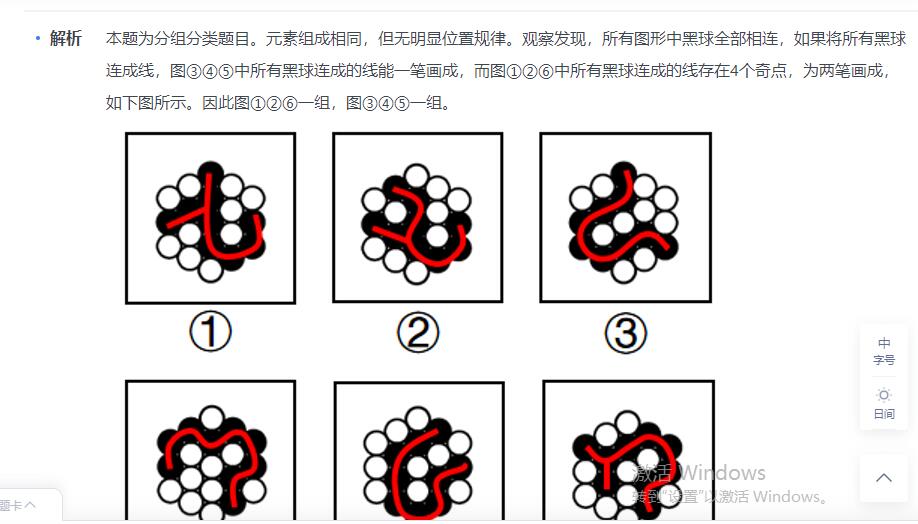 • 解析 本题为分组分类题目。元素组成相同，但无明显位置规律。观察发现，所有图形中黑球全部相连，如果将所有黑球
连成线，图③④⑤中所有黑球连成的线能一笔画成，而图①②⑥中所有黑球连成的线存在4个奇点，为两笔画成，
如下图所示。因此图①②⑥一组，图③④⑤一组。
① ② ③
中
字号
日间
激活 Windows
转到"设置"以激活 Windows。
题卡